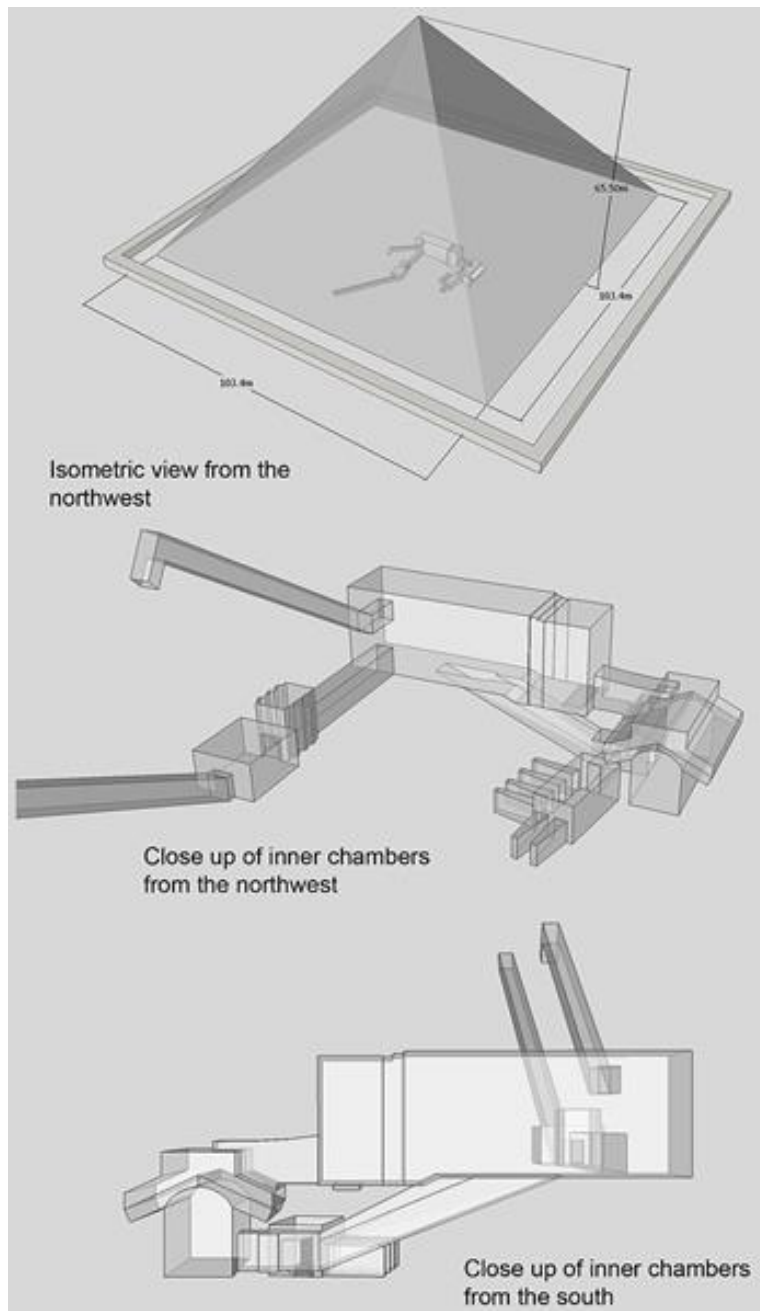 65.50m
103.4m
103.4m
Isometric view from the
northwest
Close up of inner chambers
from the northwest
Close up of inner chambers
from the south